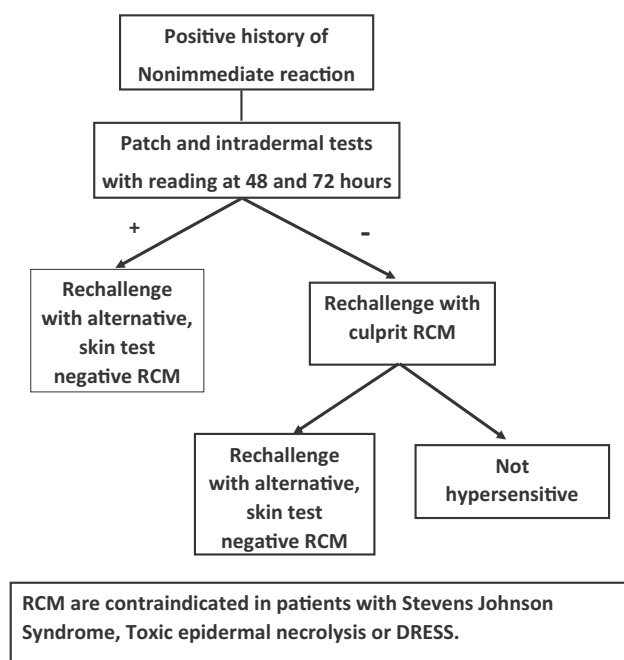 Positive history of
Nonimmediate reaction
Patch and intradermal tests
with reading at 48 and 72 hours
+
-
Rechallenge
with alternative,
skin test
negative RCM
Rechallenge with
culprit RCM
Rechallenge
with alternative,
skin test
negative RCM
Not
hypersensitive
RCM are contraindicated in patients with Stevens Johnson
Syndrome, Toxic epidermal necrolysis or DRESS.